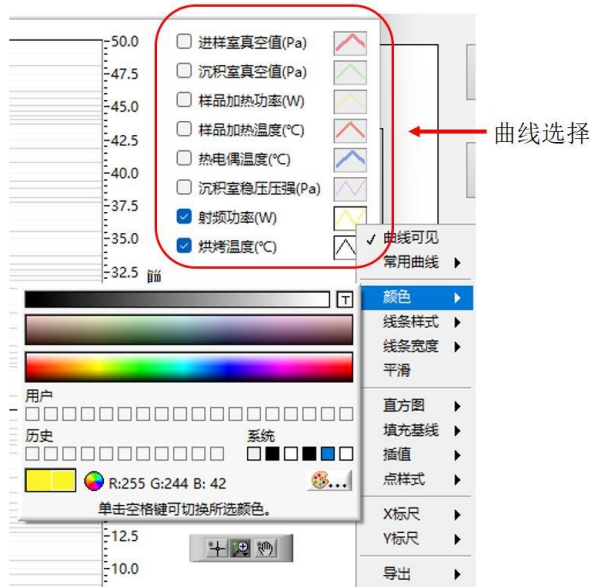 50.0
47.5
45.0
42.5
40.0
37.5
35.0
32.5
进样室真空值(Pa)
沉积室真空值(Pa)
样品加热功率(W)
样品加热温度(℃)
热电偶温度(℃)
沉积室稳压压强(Pa)
射频功率(W)
烘烤温度(℃)
曲线选择
✓ 曲线可见
常用曲线
颜色
线条样式
线条宽度
平滑
直方图
填充基线
插值
点样式
X标尺
Y标尺
导出
T
用户
历史
系统
R:255 G:244 B: 42
...
单击空格键可切换所选颜色。
12.5
10.0